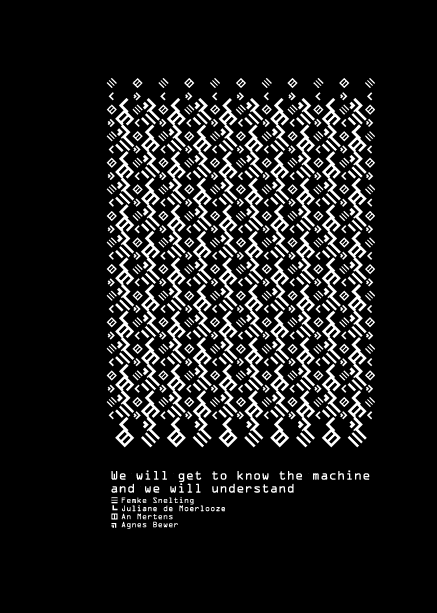 We will get to know the machine
and we will understand
Femke Snelting
Juliane de Moerlooze
An Mertens
Agnes Bewer